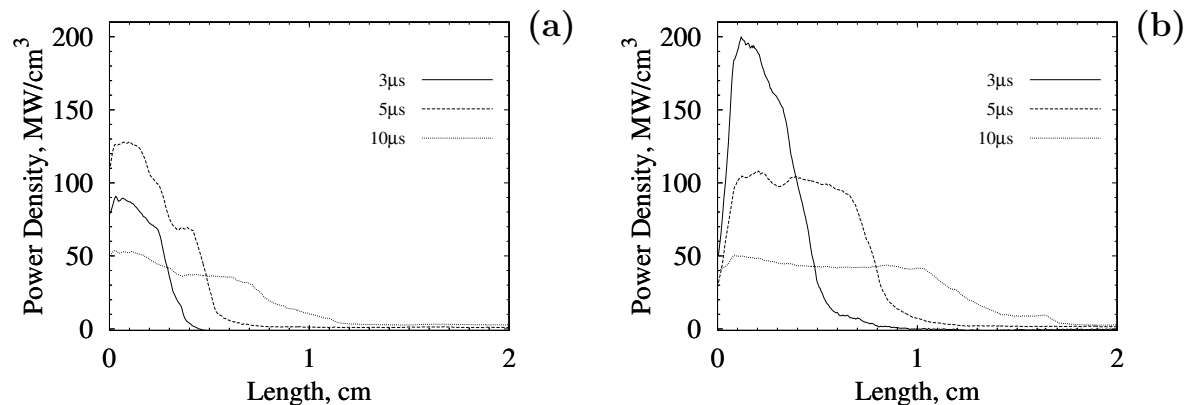 (a)
Power Density, MW/cm³
200
150
100
50
0
3μs
5μs
10μs
0 1 2
Length, cm
(b)
Power Density, MW/cm³
200
150
100
50
0
3μs
5μs
10μs
0 1 2
Length, cm